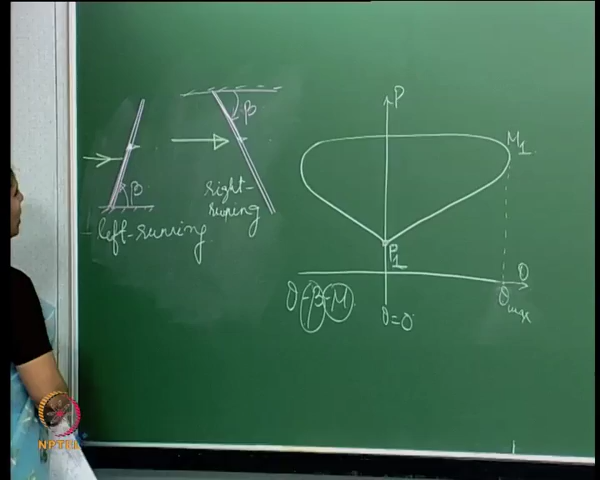 β
left-running
β
right-
running
P
M1
P1
θ
θmax
θ=0
θ-β-M
NPTEL